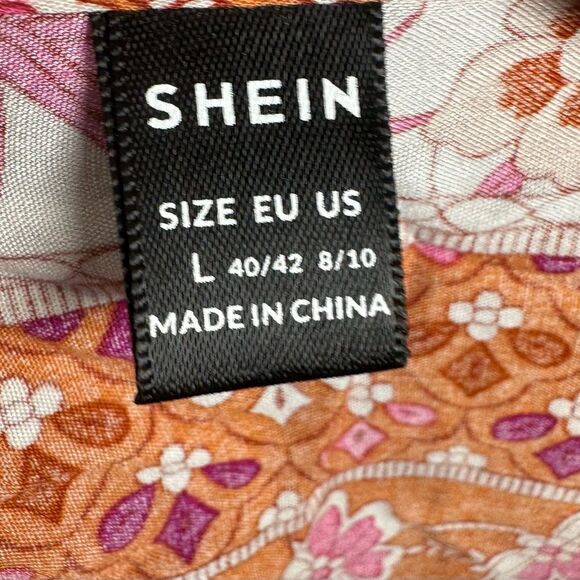 SHEIN
SIZE EU US
L 40/42 8/10
MADE IN CHINA